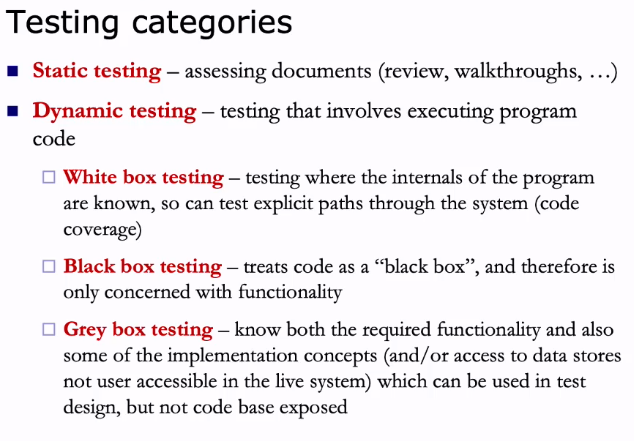 Testing categories
Static testing – assessing documents (review, walkthroughs, …)
Dynamic testing – testing that involves executing program
code
White box testing – testing where the internals of the program
are known, so can test explicit paths through the system (code
coverage)
Black box testing – treats code as a “black box”, and therefore is
only concerned with functionality
Grey box testing – know both the required functionality and also
some of the implementation concepts (and/or access to data stores
not user accessible in the live system) which can be used in test
design, but not code base exposed